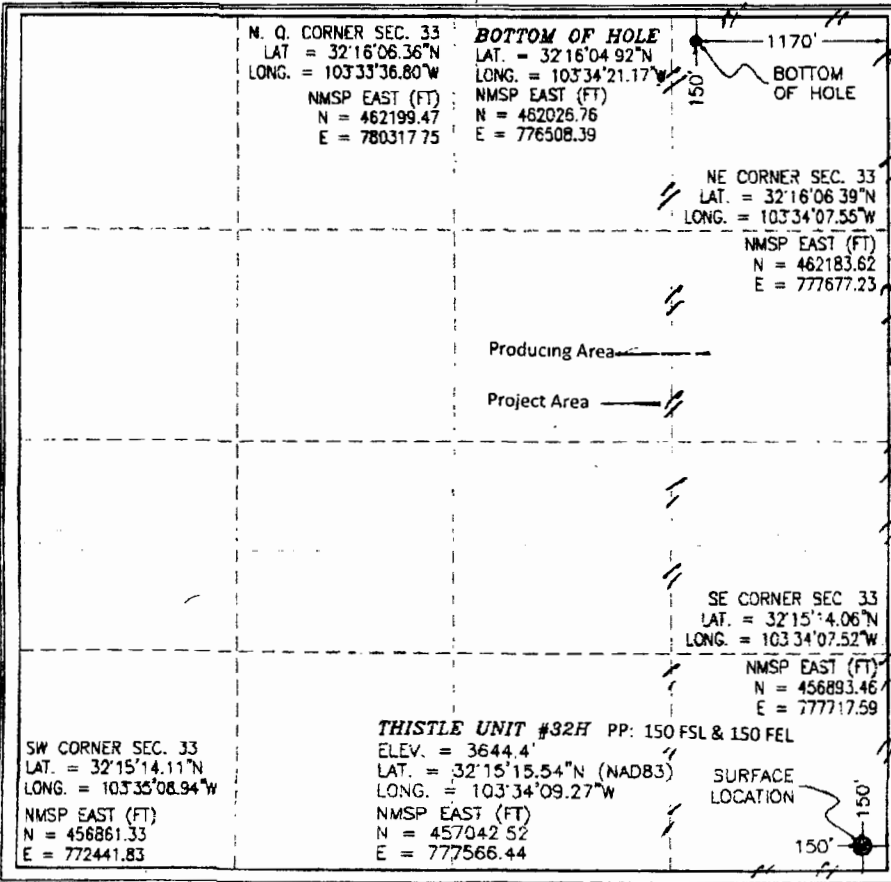 N. Q. CORNER SEC. 33
LAT = 32°16'06.36"N
LONG. = 103°33'36.80"W
NMSP EAST (FT)
N = 462199.47
E = 780317 75
BOTTOM OF HOLE
LAT. = 32°16'04 92"N
LONG. = 103°34'21.17"W
NMSP EAST (FT)
N = 462026.76
E = 776508.39
1170'
150'
BOTTOM
OF HOLE
NE CORNER SEC. 33
LAT. = 32°16'06 39"N
LONG. = 103°34'07.55"W
NMSP EAST (FT)
N = 462183.62
E = 777677.23
Producing Area
Project Area
SE CORNER SEC 33
LAT. = 32°15'14.06"N
LONG. = 103 34'07.52"W
NMSP EAST (FT)
N = 456893.46
E = 777717.59
SW CORNER SEC. 33
LAT. = 32°15'14.11"N
LONG. = 103°35'08.94"W
NMSP EAST (FT)
N = 456861.33
E = 772441.83
THISTLE UNIT #32H PP: 150 FSL & 150 FEL
ELEV. = 3644.4'
LAT. = 32°15'15.54"N (NAD83)
LONG. = 103°34'09.27"W
NMSP EAST (FT)
N = 457042 52
E = 777566.44
SURFACE
LOCATION
150'
150'